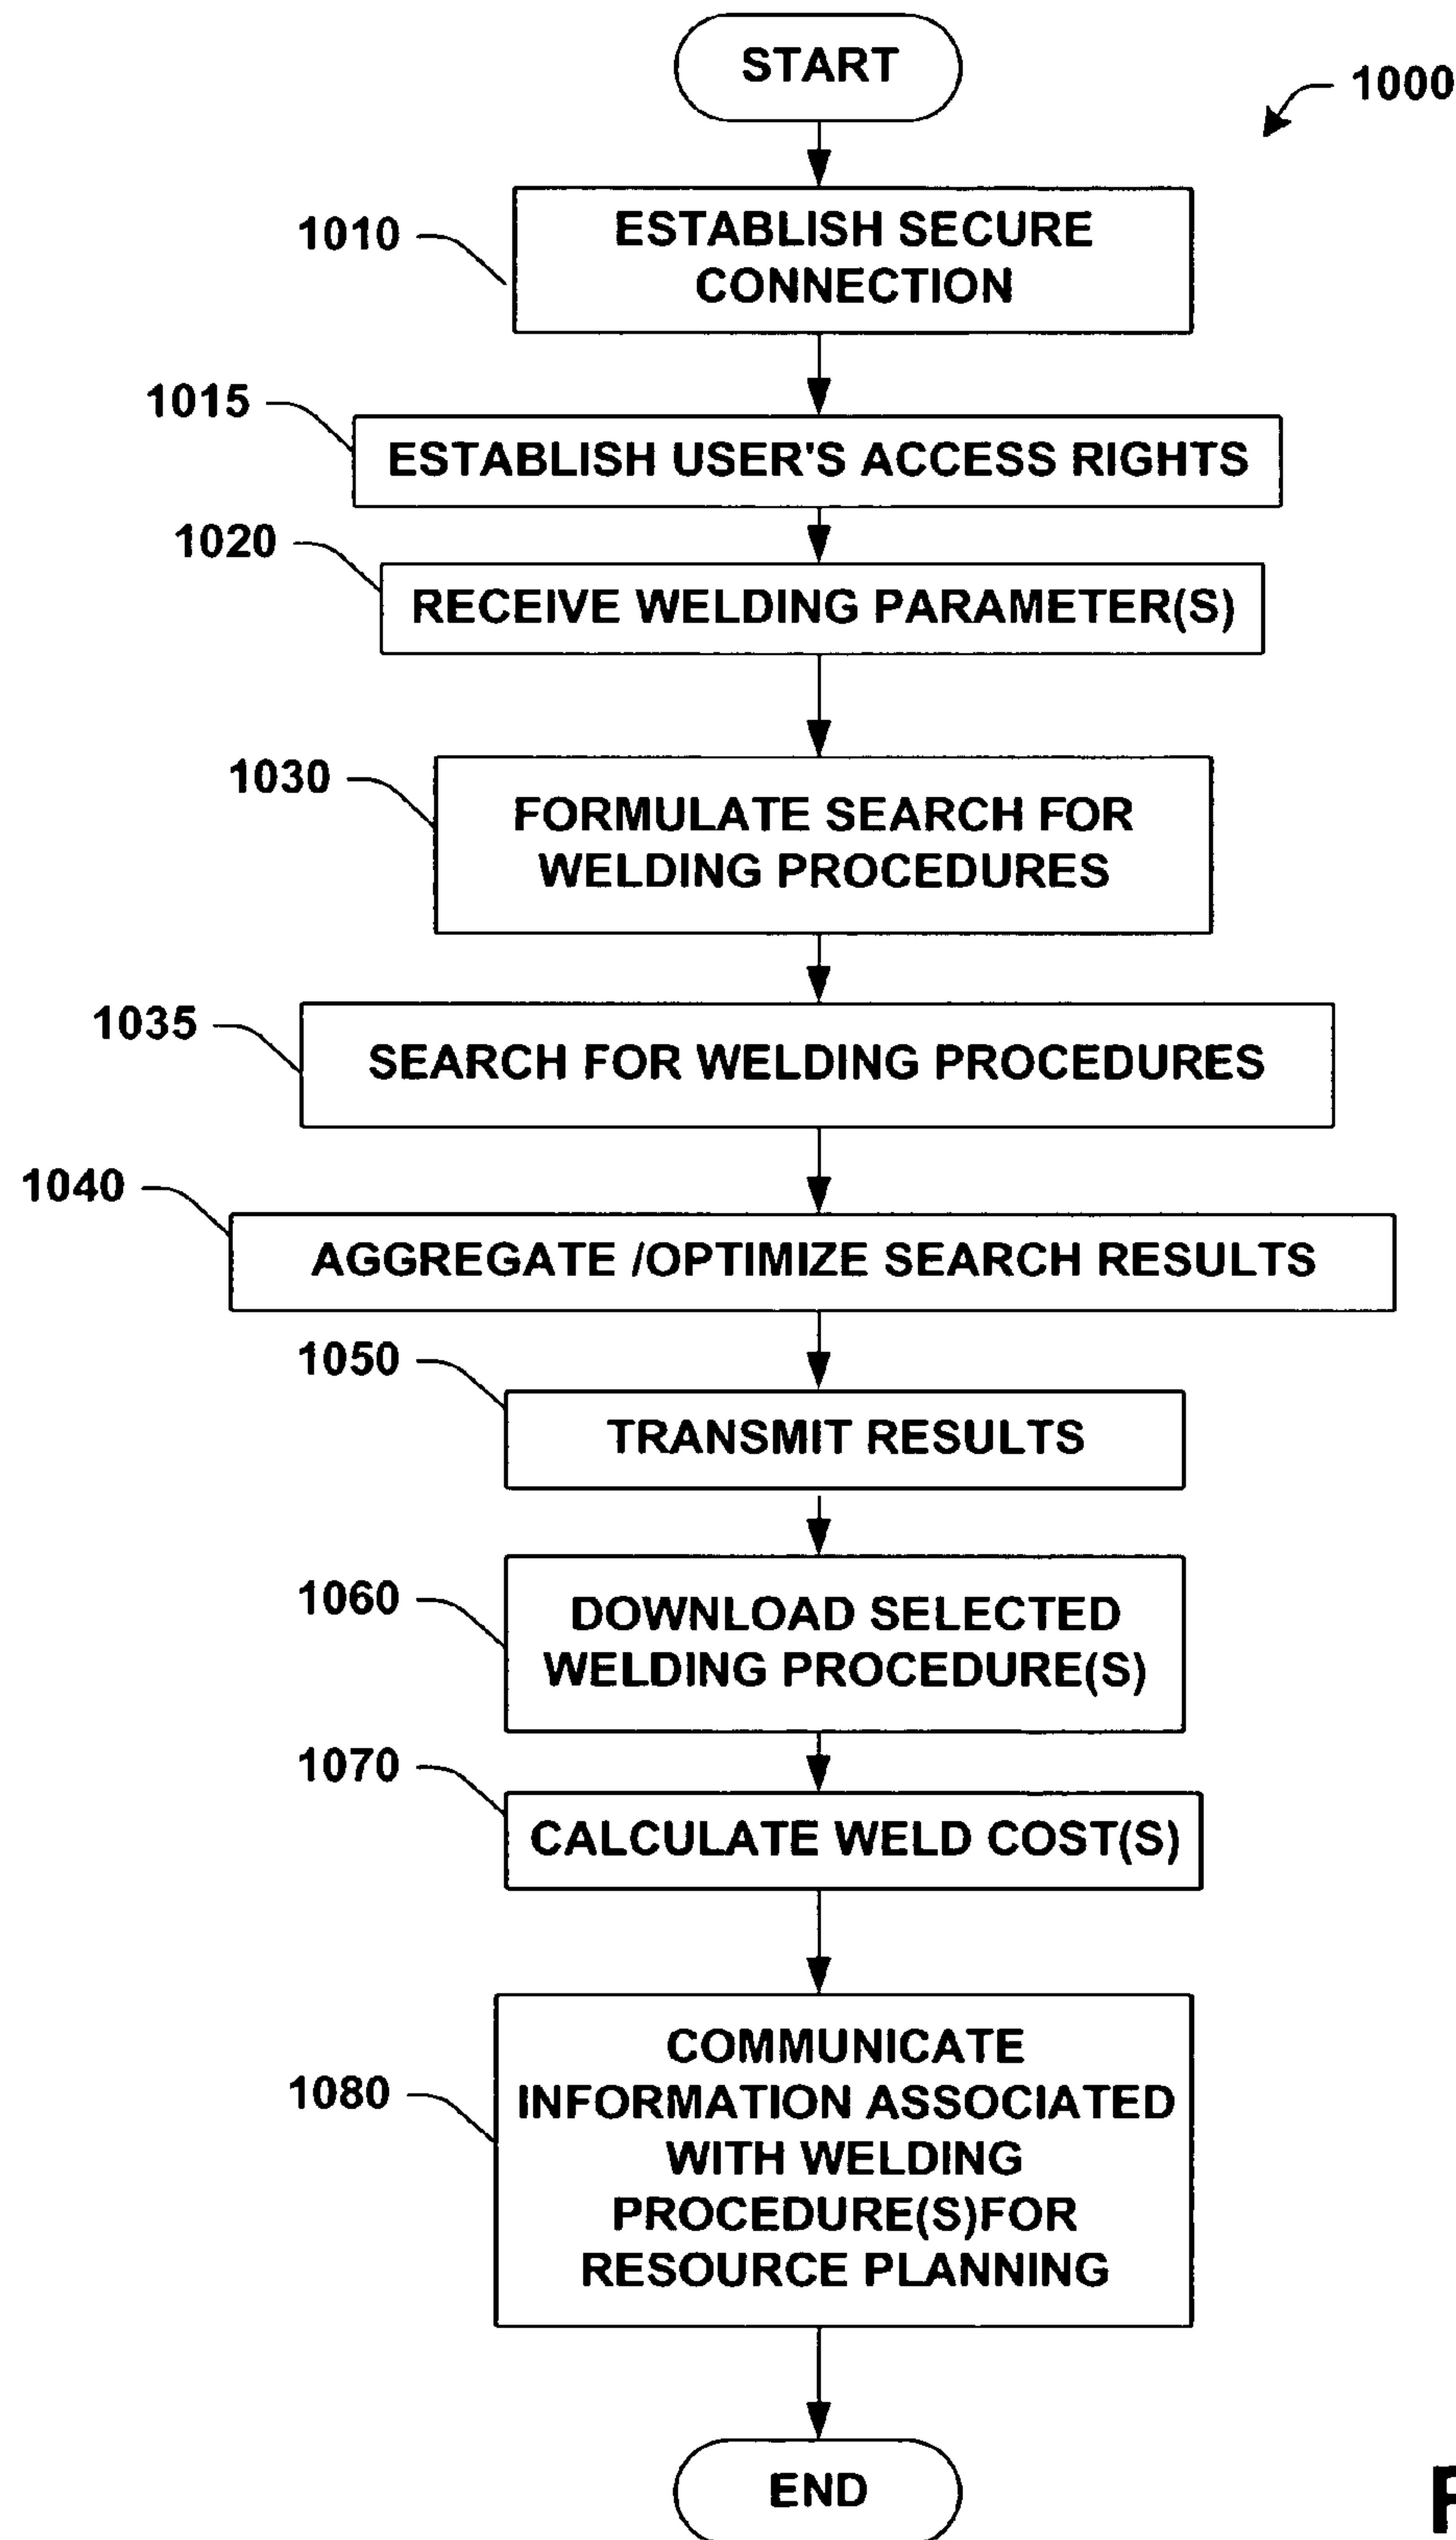 START
1000
1010
ESTABLISH SECURE
CONNECTION
1015
ESTABLISH USER'S ACCESS RIGHTS
1020
RECEIVE WELDING PARAMETER(S)
1030
FORMULATE SEARCH FOR
WELDING PROCEDURES
1035
SEARCH FOR WELDING PROCEDURES
1040
AGGREGATE /OPTIMIZE SEARCH RESULTS
1050
TRANSMIT RESULTS
1060
DOWNLOAD SELECTED
WELDING PROCEDURE(S)
1070
CALCULATE WELD COST(S)
1080
COMMUNICATE
INFORMATION ASSOCIATED
WITH WELDING
PROCEDURE(S)FOR
RESOURCE PLANNING
END